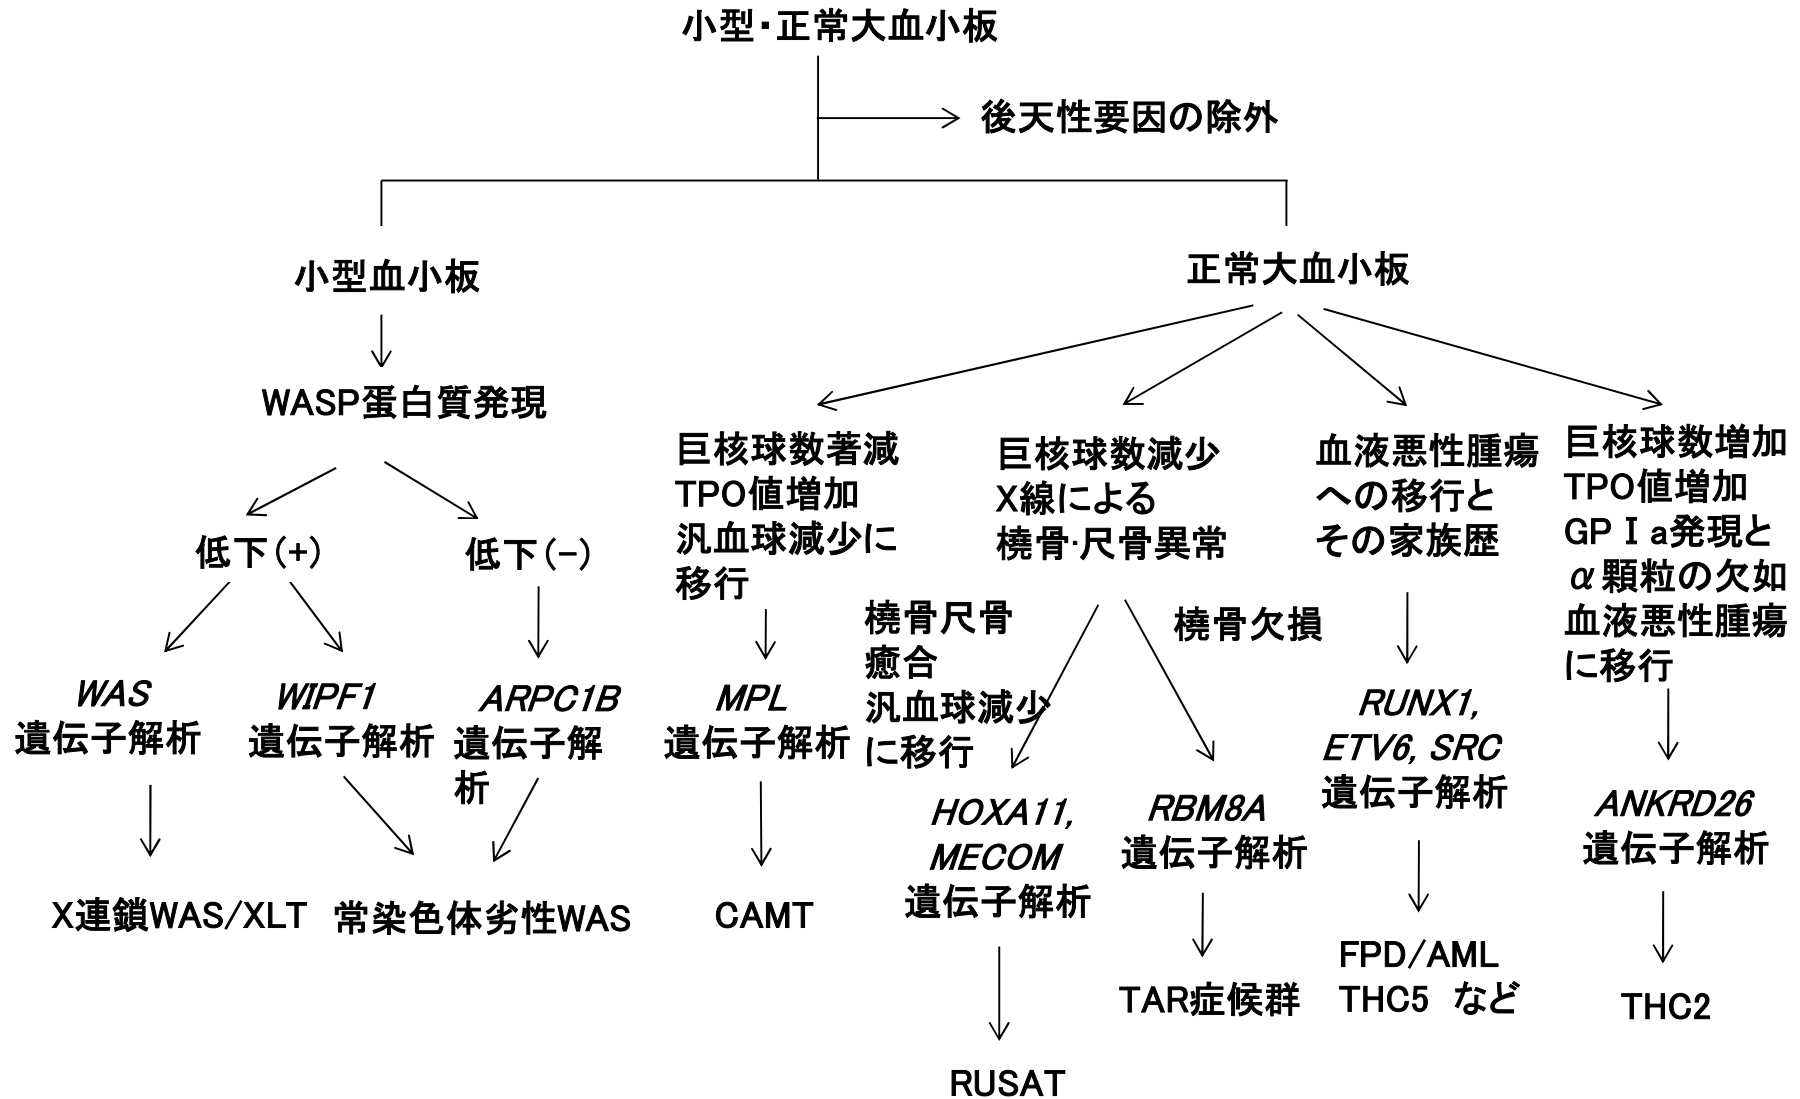 小型・正常大血小板
後天性要因の除外
小型血小板
正常大血小板
WASP蛋白質発現
低下（+）
低下（-）
WAS
遺伝子解析
WIPF1
遺伝子解析
ARPC1B
遺伝子解
析
X連鎖WAS/XLT
常染色体劣性WAS
巨核球数著減
TPO値増加
汎血球減少に
移行
MPL
遺伝子解析
CAMT
巨核球数減少
X線による
橈骨・尺骨異常
橈骨尺骨
癒合
汎血球減少
に移行
橈骨欠損
HOXA11,
MECOM
遺伝子解析
RUSAT
RBM8A
遺伝子解析
TAR症候群
血液悪性腫瘍
への移行と
その家族歴
RUNX1,
ETV6, SRC
遺伝子解析
FPD/AML
THC5　など
巨核球数増加
TPO値増加
GPⅠa発現と
α顆粒の欠如
血液悪性腫瘍
に移行
ANKRD26
遺伝子解析
THC2